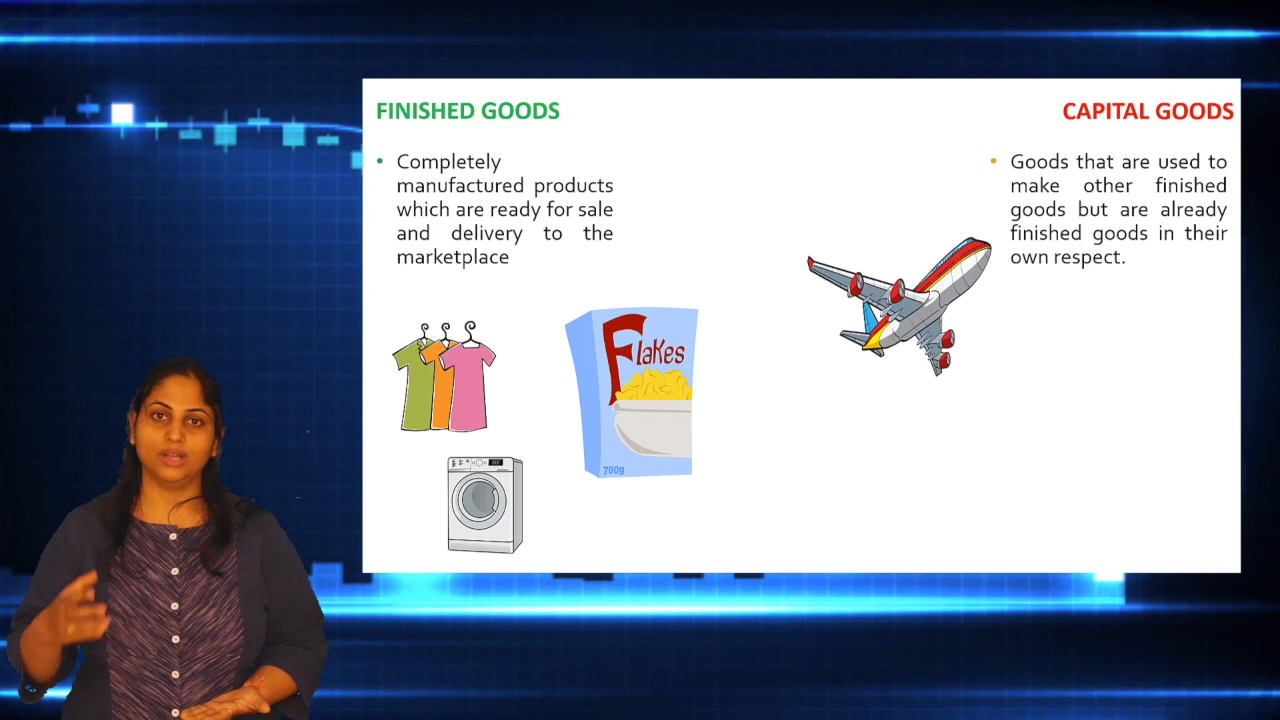 FINISHED GOODS
• Completely
manufactured products
which are ready for sale
and delivery to the
marketplace
Flakes
700g
CAPITAL GOODS
• Goods that are used to
make other finished
goods but are already
finished goods in their
own respect.